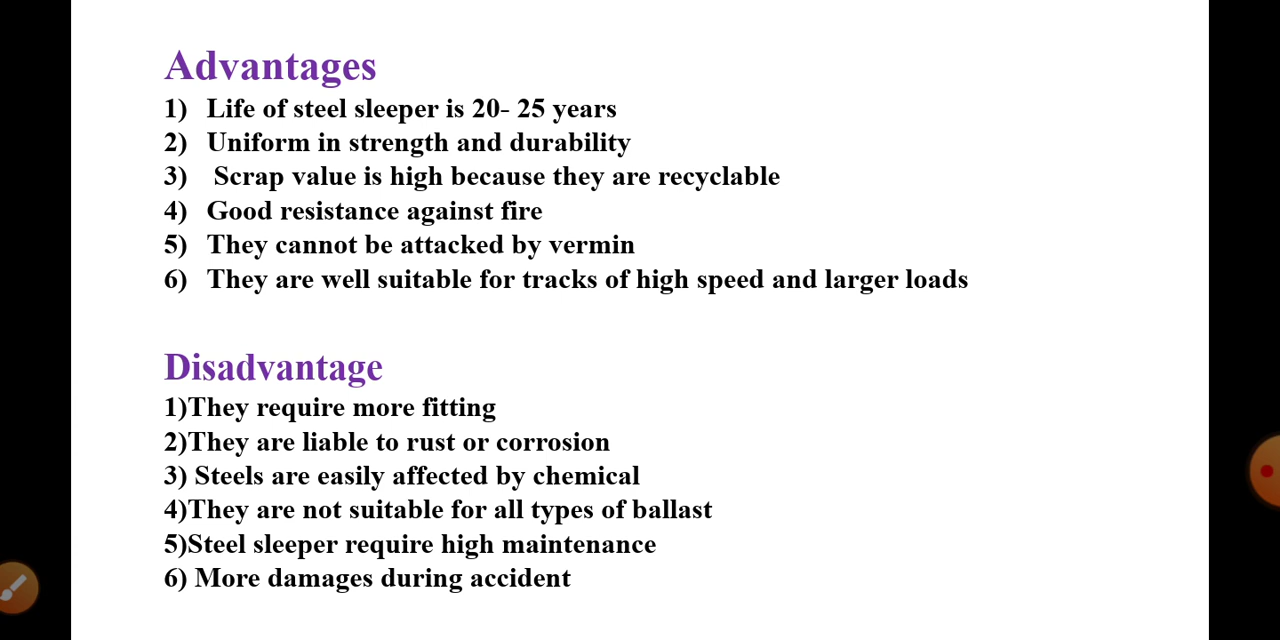 Advantages
1) Life of steel sleeper is 20- 25 years
2) Uniform in strength and durability
3) Scrap value is high because they are recyclable
4) Good resistance against fire
5) They cannot be attacked by vermin
6) They are well suitable for tracks of high speed and larger loads
Disadvantage
1)They require more fitting
2)They are liable to rust or corrosion
3) Steels are easily affected by chemical
4)They are not suitable for all types of ballast
5)Steel sleeper require high maintenance
6) More damages during accident